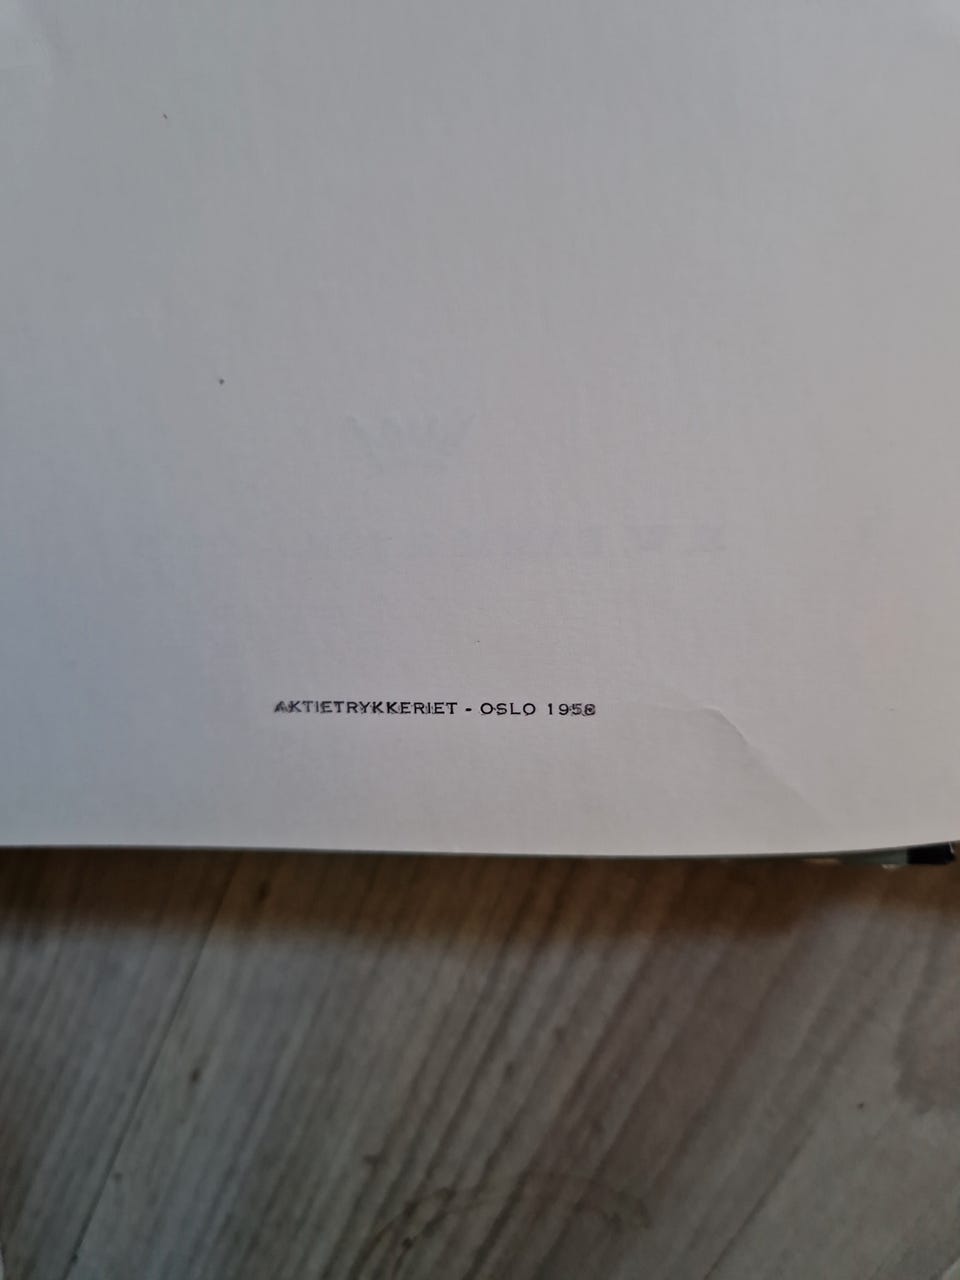 AKTIETRYKKERIET - OSLO 1958